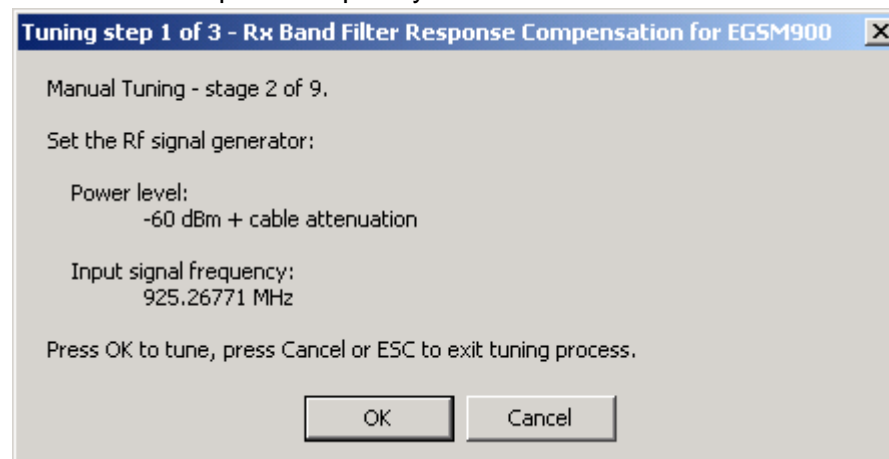 Tuning step 1 of 3 - Rx Band Filter Response Compensation for EGSM900
Manual Tuning - stage 2 of 9.
Set the Rf signal generator:
Power level:
-60 dBm + cable attenuation
Input signal frequency:
925.26771 MHz
Press OK to tune, press Cancel or ESC to exit tuning process.
OK Cancel